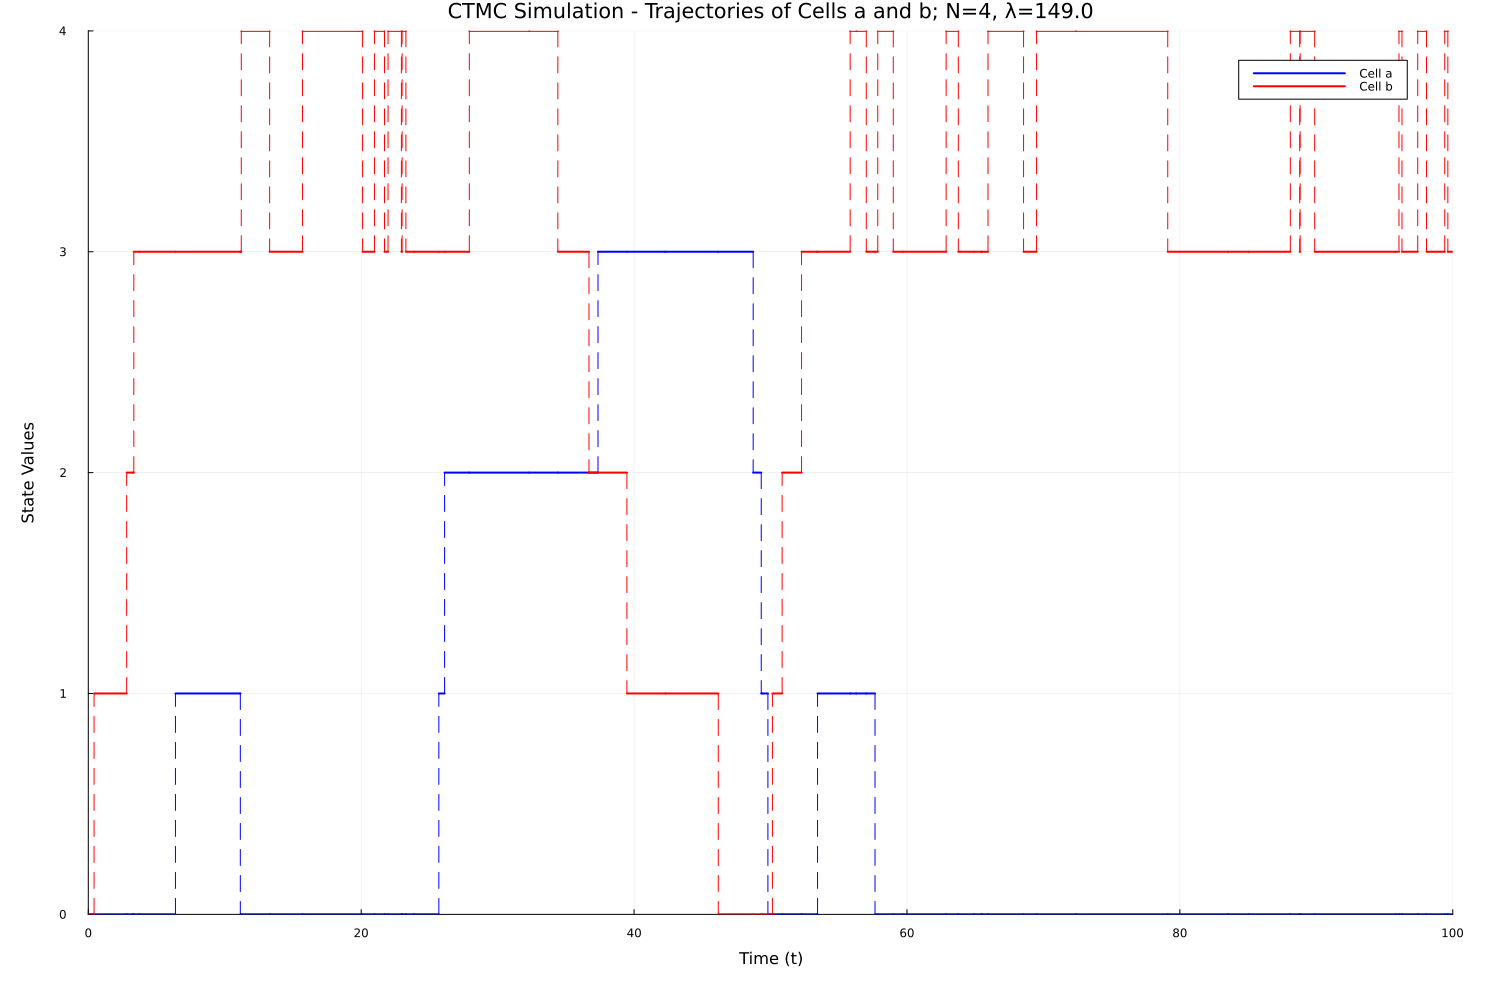 CTMC Simulation - Trajectories of Cells a and b; N=4, λ=149.0
4
Cell a
Cell b
3
State Values
2
1
0
0 20 40 60 80 100
Time (t)